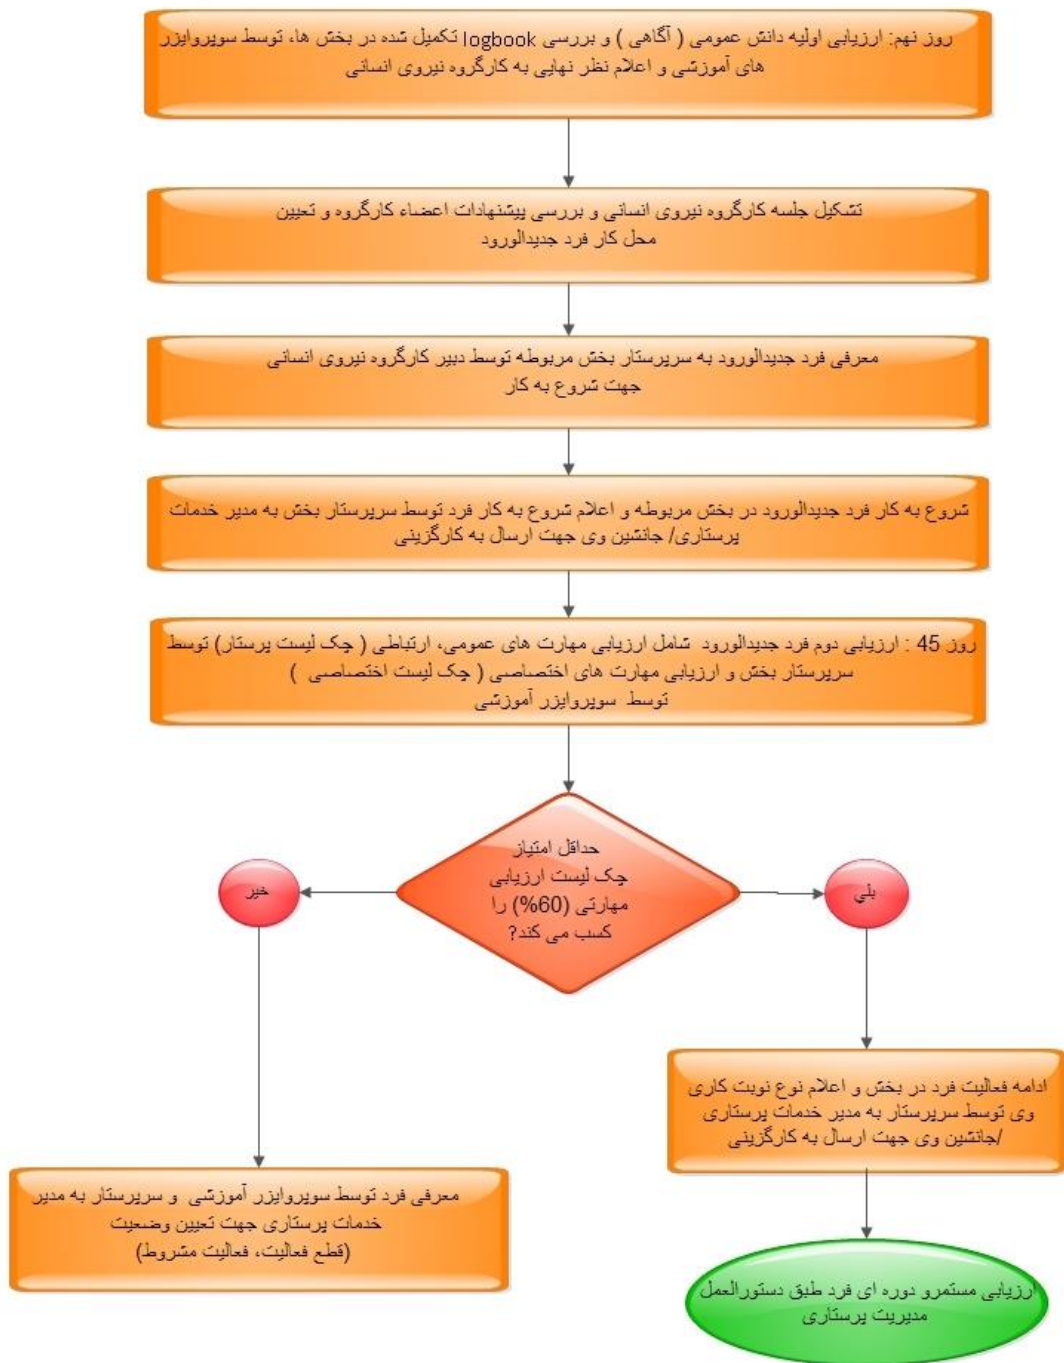 روز نهم: ارزیابی اولیه دانش عمومی ( آگاهی ) و بررسی logbook تکمیل شده در بخش ها، توسط سوپروایزر
های آموزشی و اعلام نظر نهایی به کارگروه نیروی انسانی
تشکیل جلسه کارگروه نیروی انسانی و بررسی پیشنهادات اعضاء کارگروه و تعیین
محل کار فرد جدیدالورود
معرفی فرد جدیدالورود به سرپرستار بخش مربوطه توسط دبیر کارگروه نیروی انسانی
جهت شروع به کار
شروع به کار فرد جدیدالورود در بخش مربوطه و اعلام شروع به کار فرد توسط سرپرستار بخش به مدیر خدمات
پرستاری/ جانشین وی جهت ارسال به کارگزینی
روز 45 : ارزیابی دوم فرد جدیدالورود شامل ارزیابی مهارت های عمومی، ارتباطی ( چک لیست پرستار) توسط
سرپرستار بخش و ارزیابی مهارت های اختصاصی ( چک لیست اختصاصی )
توسط سوپروایزر آموزشی
حداقل امتیاز
چک لیست ارزیابی
مهارتی (60%) را
کسب می کند?
بلي
خیر
ادامه فعالیت فرد در بخش و اعلام نوع نوبت کاری
وی توسط سرپرستار به مدیر خدمات پرستاری
/جانشین وی جهت ارسال به کارگزینی
معرفی فرد توسط سوپروایزر آموزشی و سرپرستار به مدیر
خدمات پرستاری جهت تعیین وضعیت
(قطع فعالیت، فعالیت مشروط)
ارزیابی مستمرو دوره ای فرد طبق دستورالعمل
مدیریت پرستاری